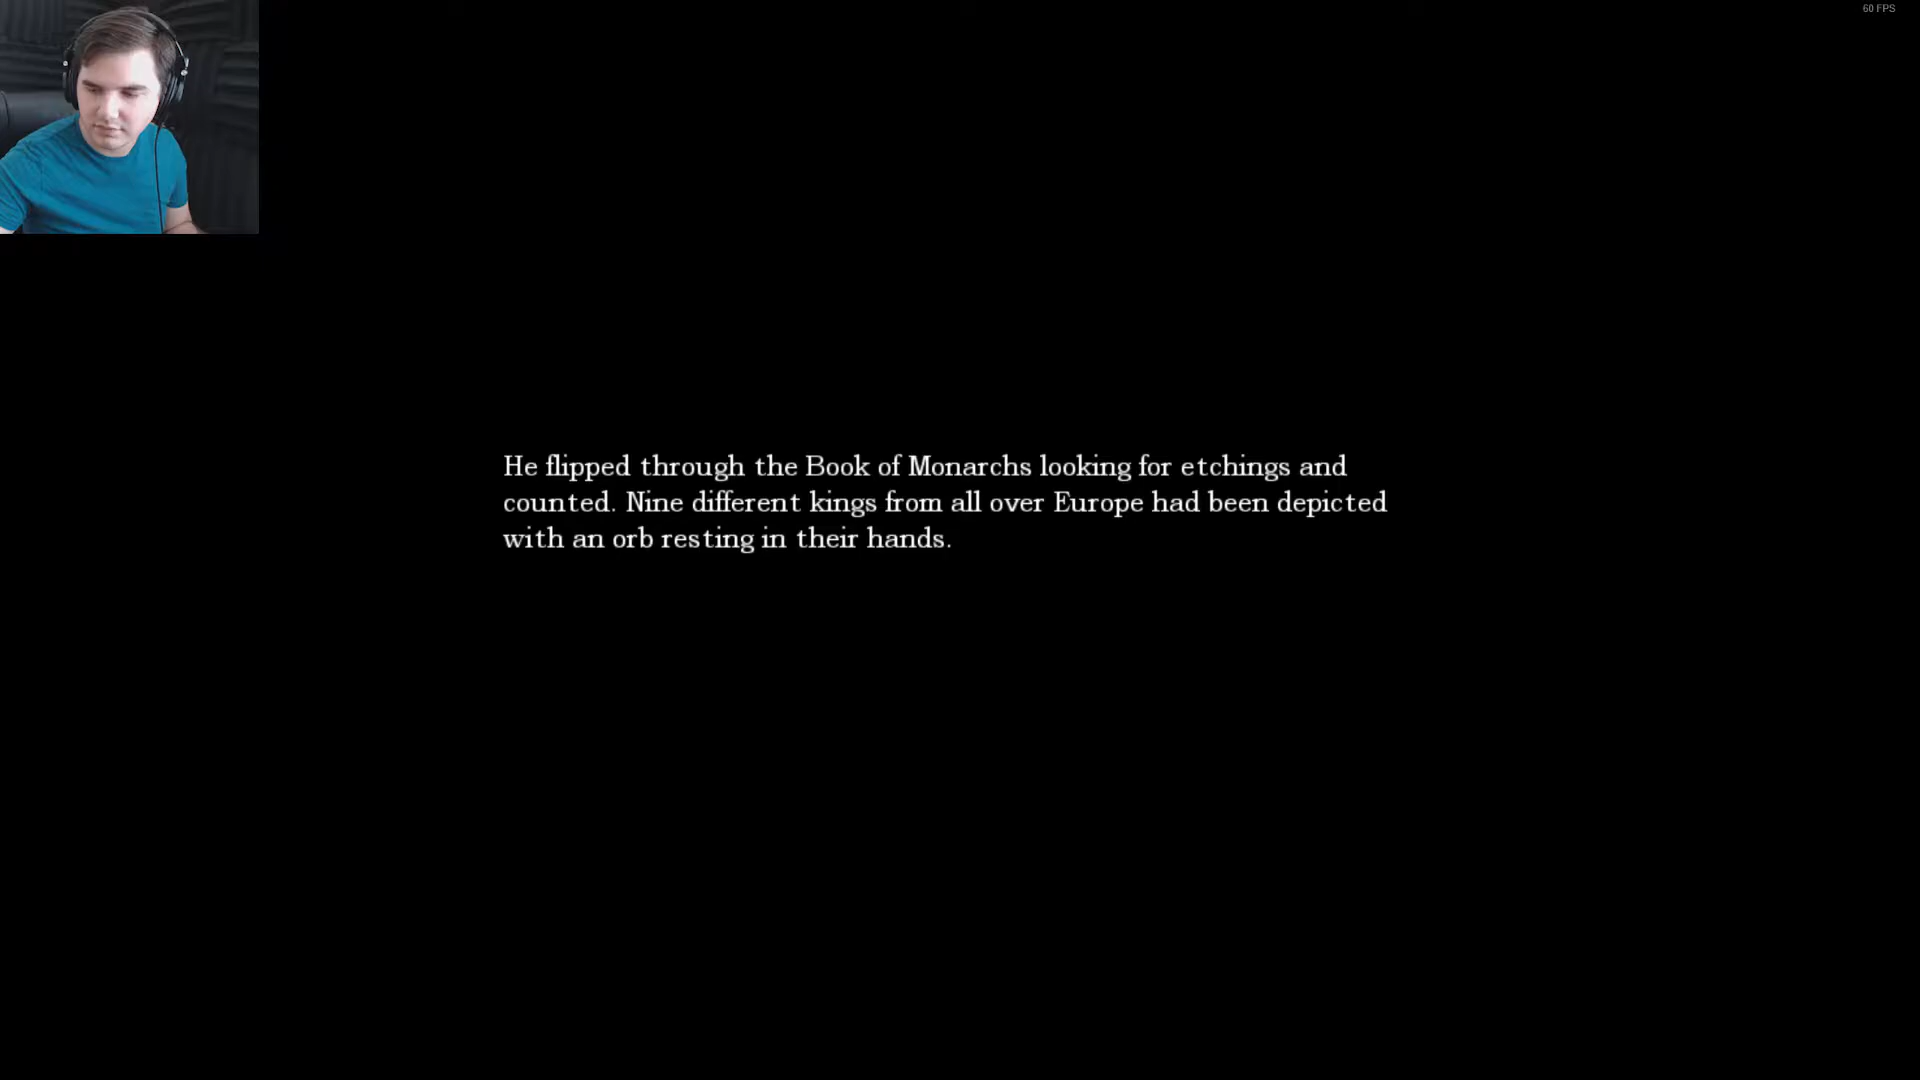 60 FPS
He flipped through the Book of Monarchs looking for etchings and
counted. Nine different kings from all over Europe had been depicted
with an orb resting in their hands.